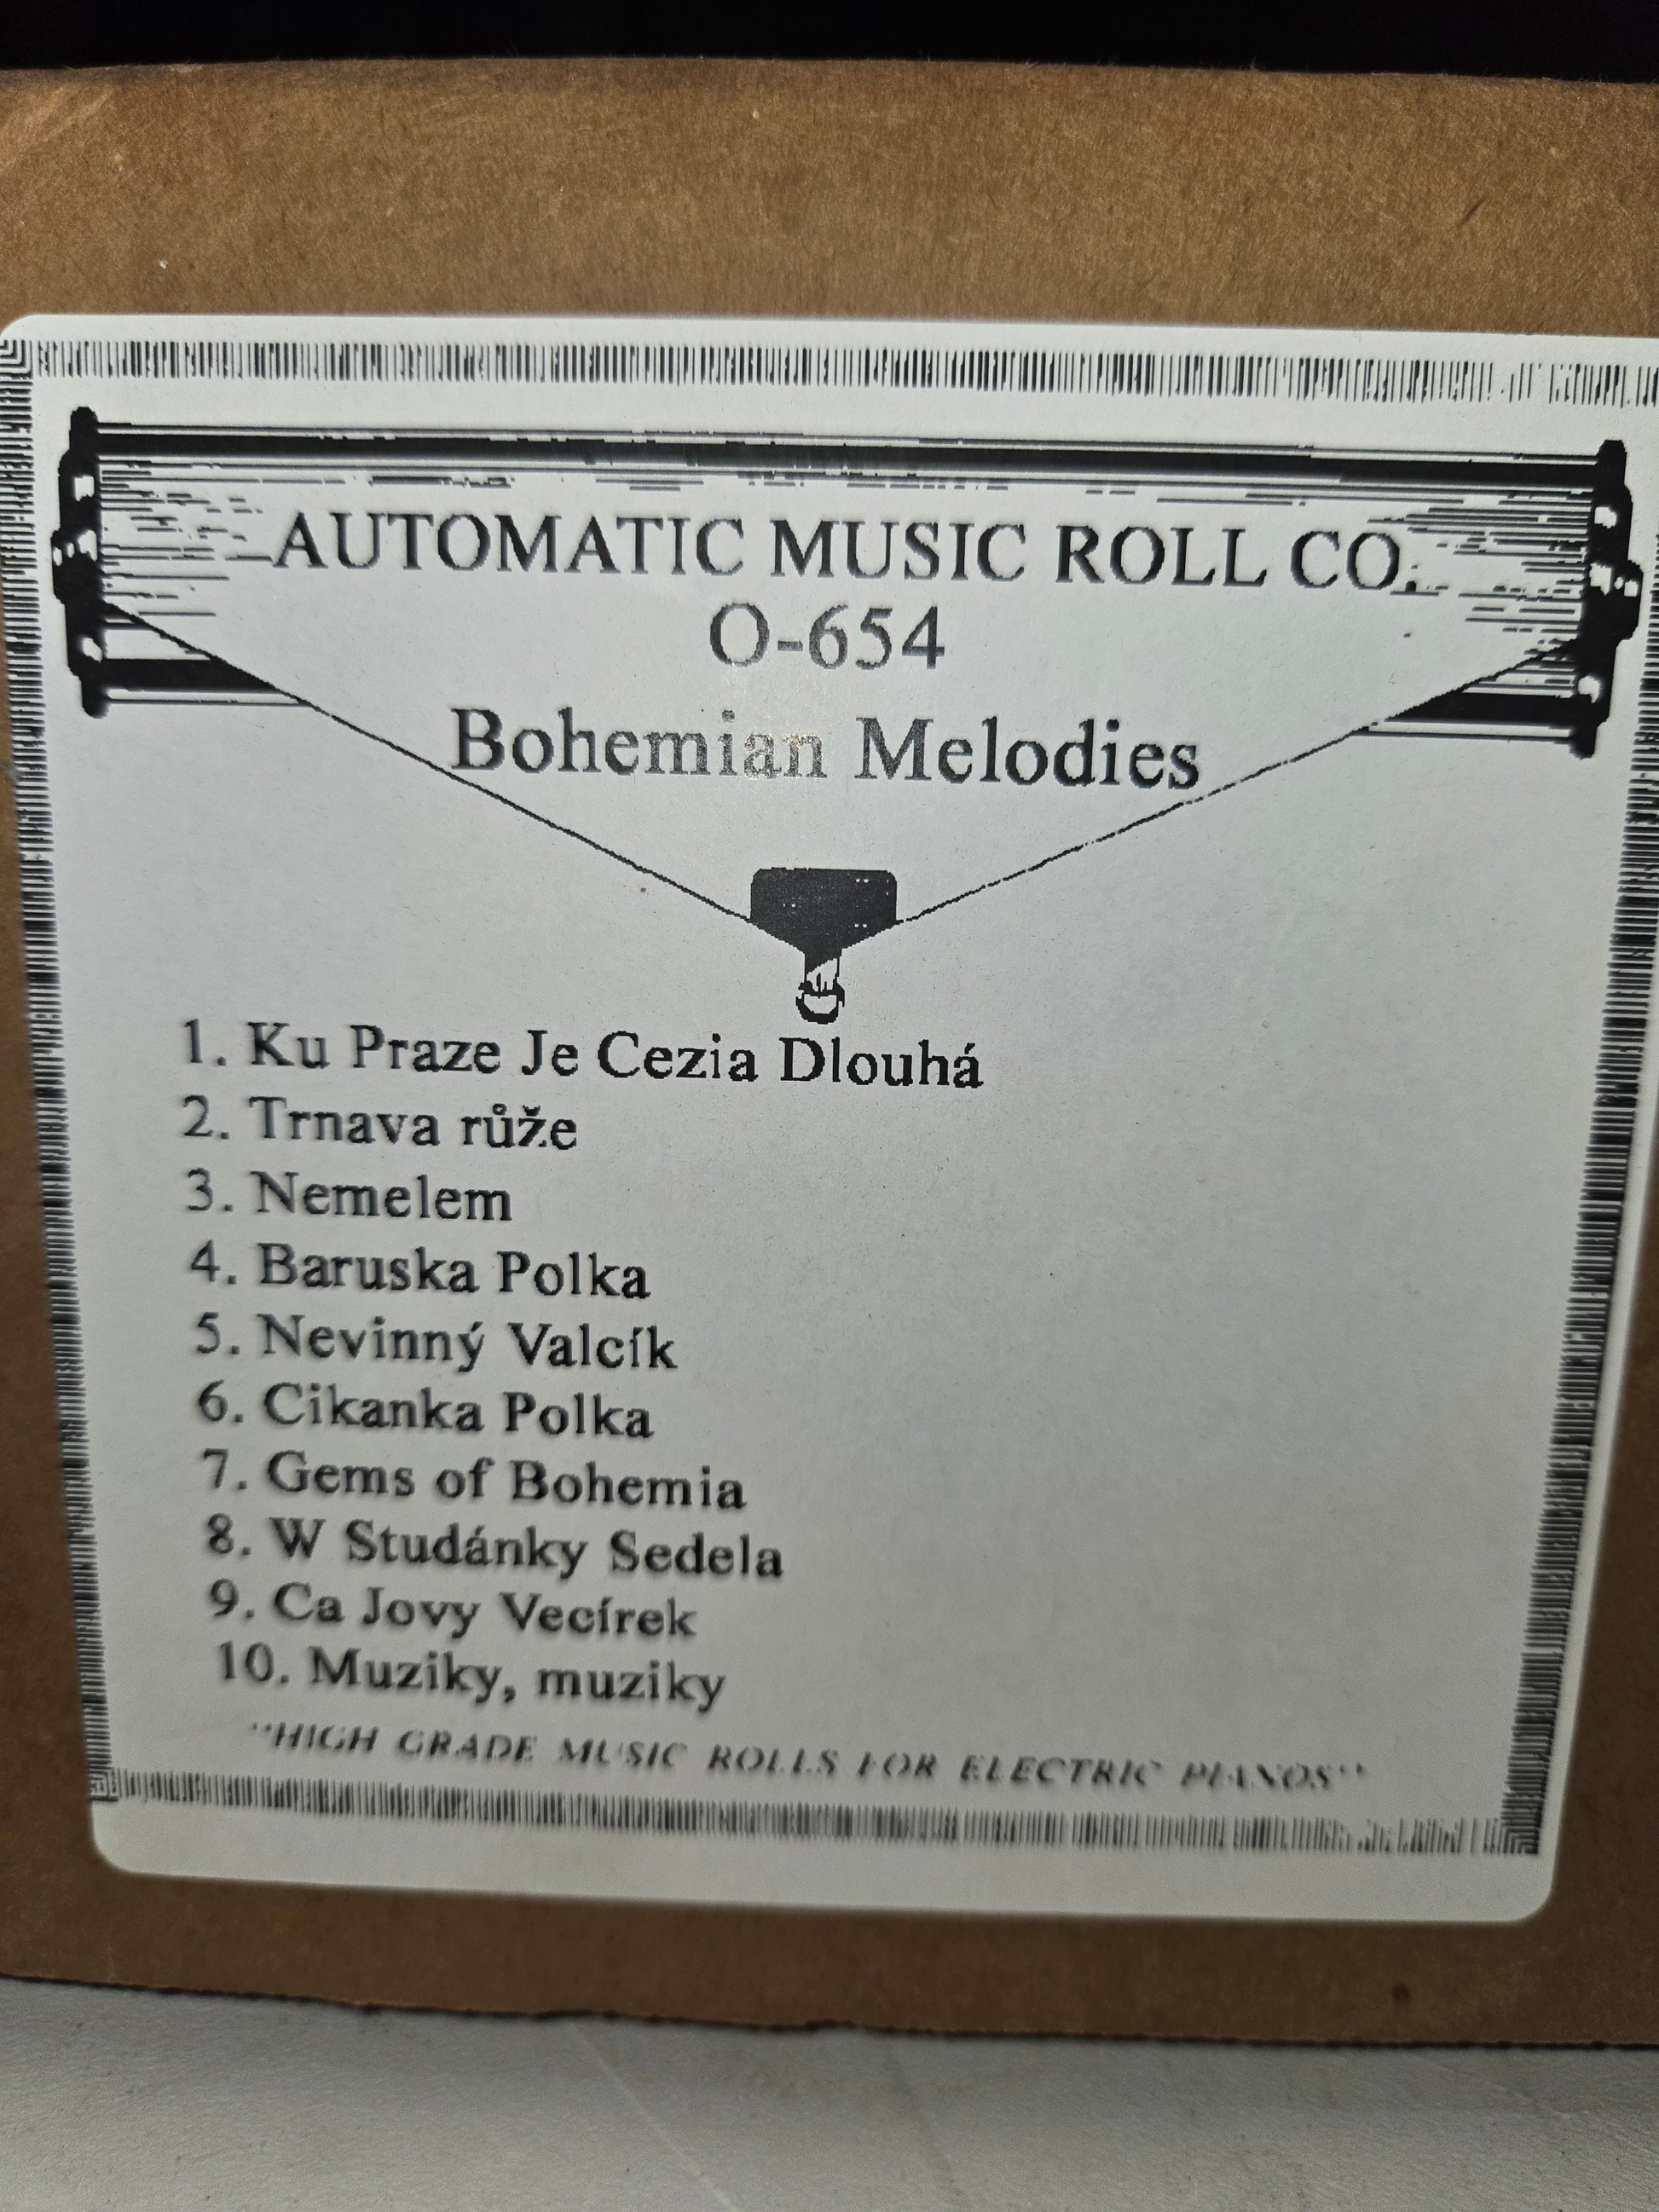 AUTOMATIC MUSIC ROLL CO.
O-654
Bohemian Melodies
1. Ku Praze Je Cezia Dlouhá
2. Trnava růže
3. Nemelem
4. Baruska Polka
5. Nevinný Valcík
6. Cikanka Polka
7. Gems of Bohemia
8. W Studánky Sedela
9. Ca Jovy Vecírek
10. Muziky, muziky
"HIGH GRADE MUSIC ROLLS FOR ELECTRIC PIANOS"